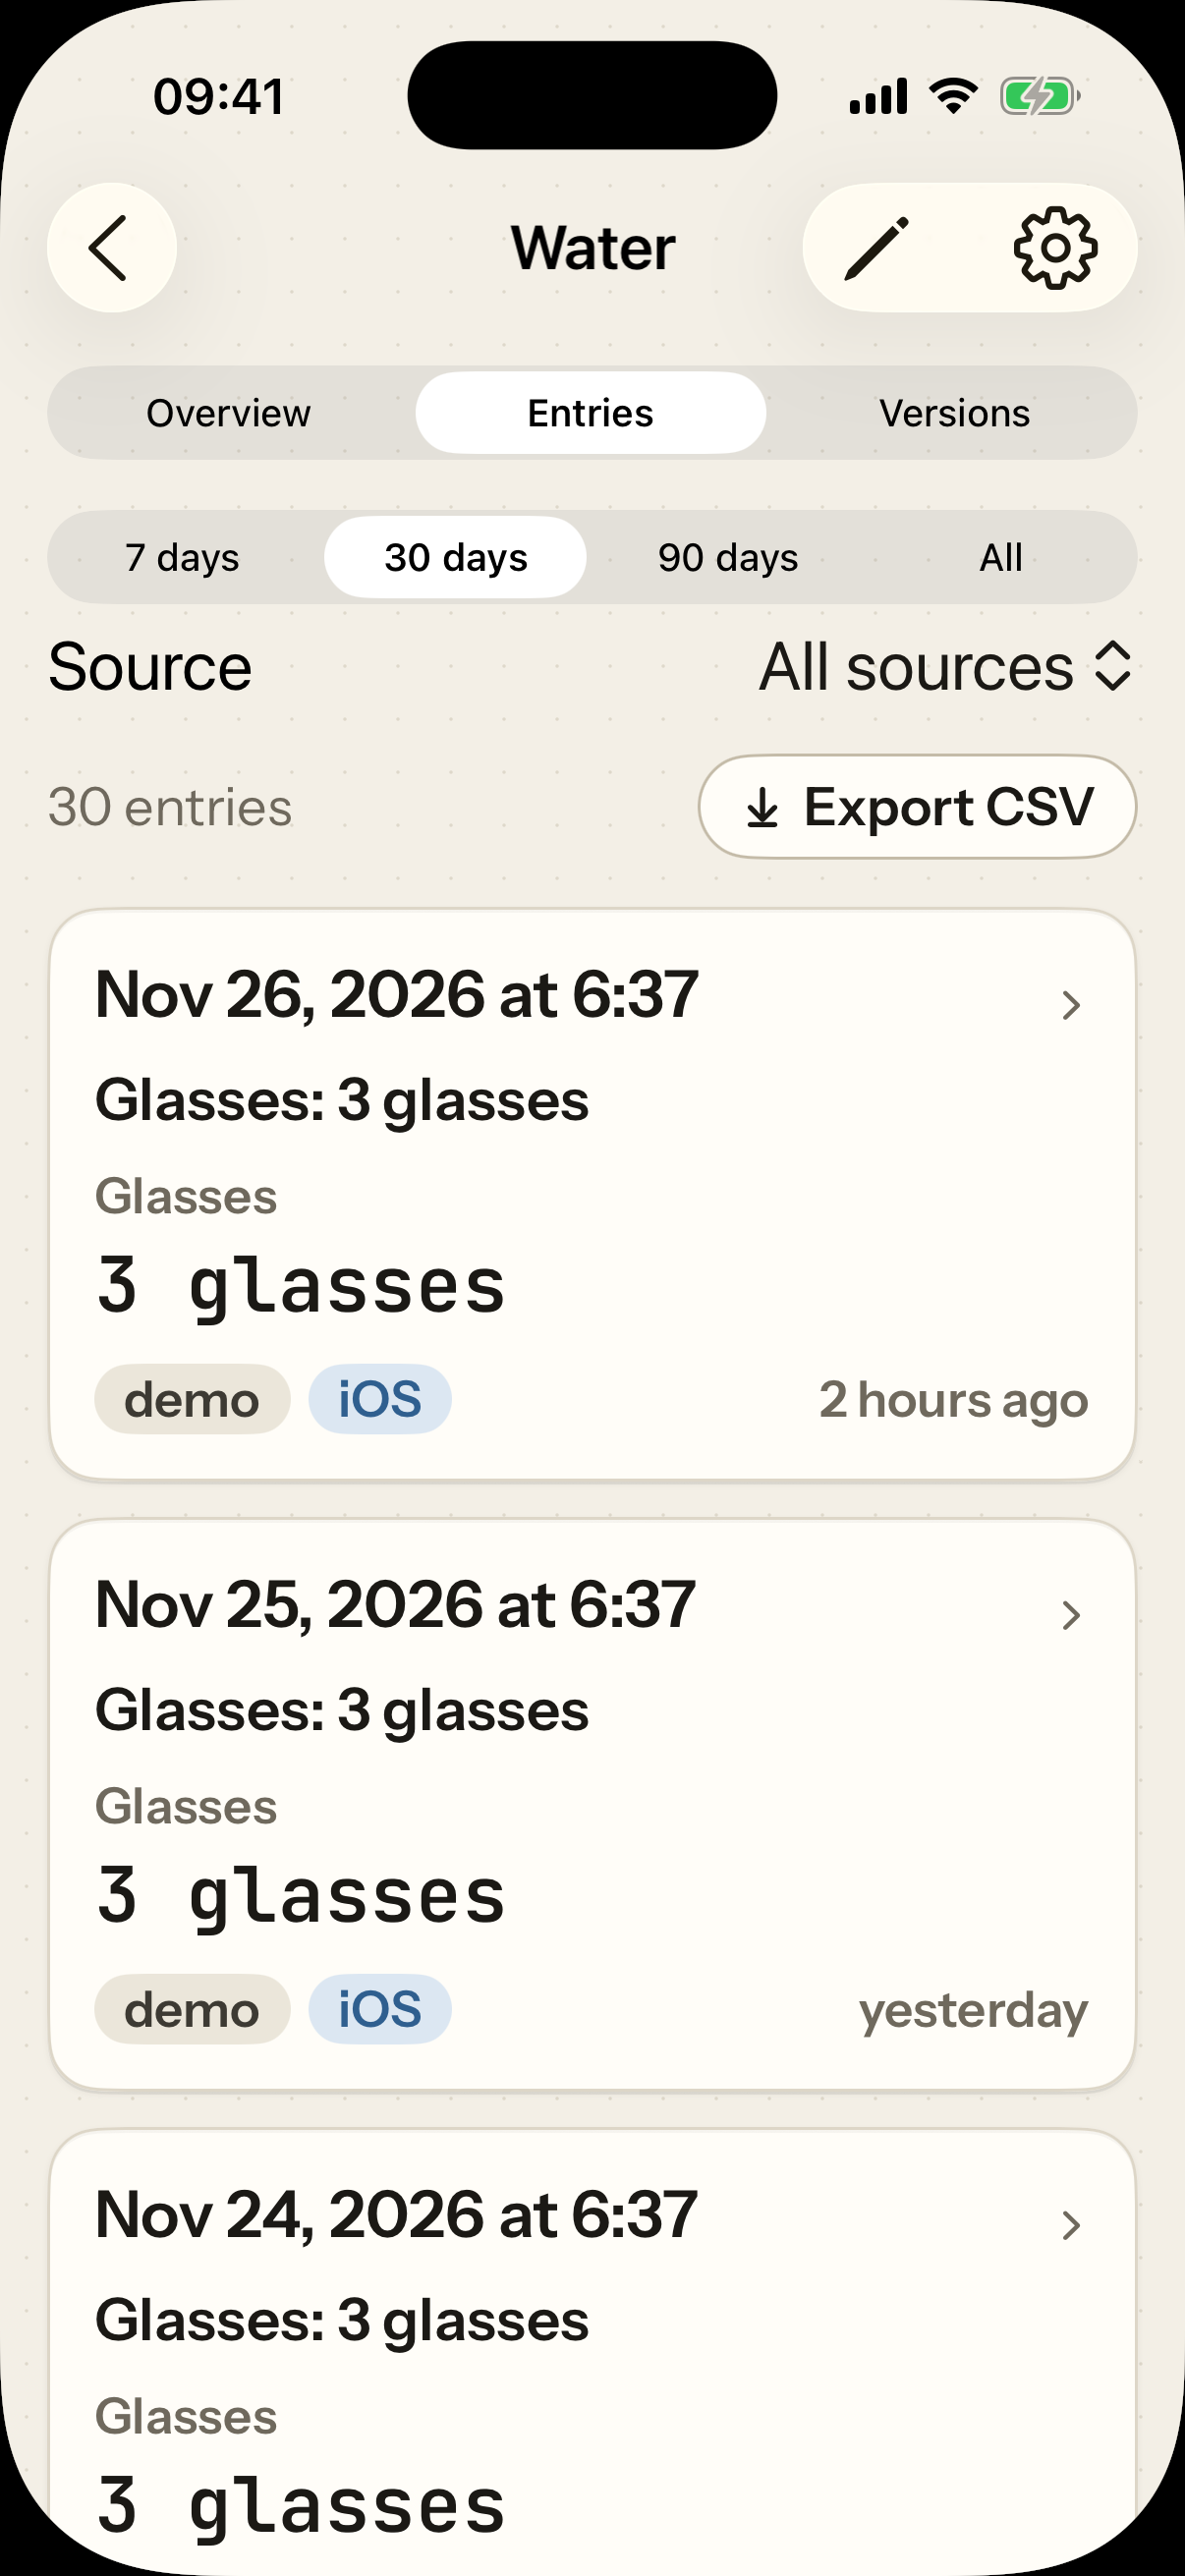 09:41
Water
Overview Entries Versions
7 days 30 days 90 days All
Source All sources
30 entries Export CSV
Nov 26, 2026 at 6:37
Glasses: 3 glasses
Glasses
3 glasses
demo iOS 2 hours ago
Nov 25, 2026 at 6:37
Glasses: 3 glasses
Glasses
3 glasses
demo iOS yesterday
Nov 24, 2026 at 6:37
Glasses: 3 glasses
Glasses
3 glasses